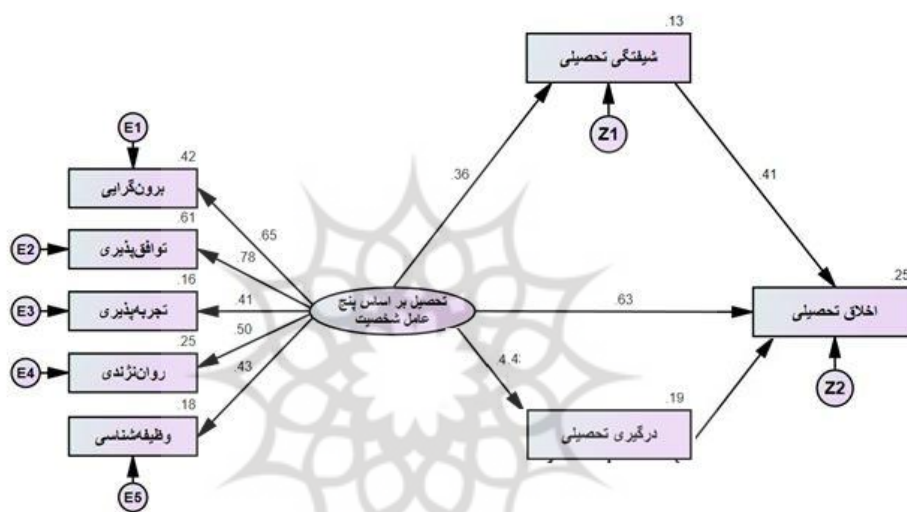 .13
شیفتگی تحصیلی
Z1
E1
.42
برون‌گرایی
.36
.41
.65
.61
E2
توافق‌پذیری
.78
.16
E3
تجربه‌پذیری
.41
تحصیل بر اساس پنج
عامل شخصیت
.63
.25
اخلاق تحصیلی
.50
.25
E4
روان‌نژندی
.43
4.43
Z2
.18
وظیفه‌شناسی
.19
درگیری تحصیلی
E5